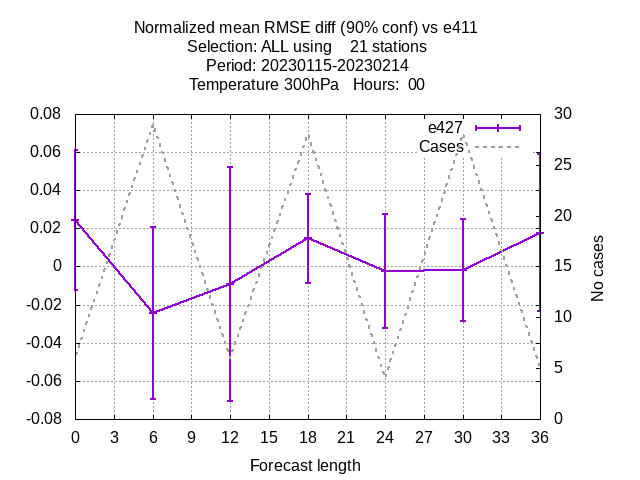 Normalized mean RMSE diff (90% conf) vs e411
Selection: ALL using    21 stations
Period: 20230115-20230214
Temperature 300hPa   Hours:  00
e427
Cases
0.08
0.06
0.04
0.02
0
-0.02
-0.04
-0.06
-0.08
30
25
20
15
10
5
0
No cases
0 3 6 9 12 15 18 21 24 27 30 33 36
Forecast length